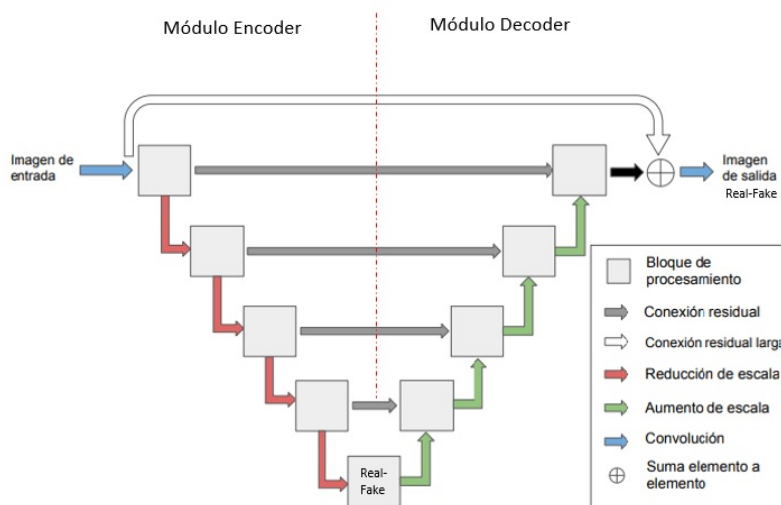 Módulo Encoder
Módulo Decoder
Imagen de
entrada
Imagen
de salida
Real-Fake
Real-
Fake
Bloque de
procesamiento
Conexión residual
Conexión residual larga
Reducción de escala
Aumento de escala
Convolución
Suma elemento a
elemento